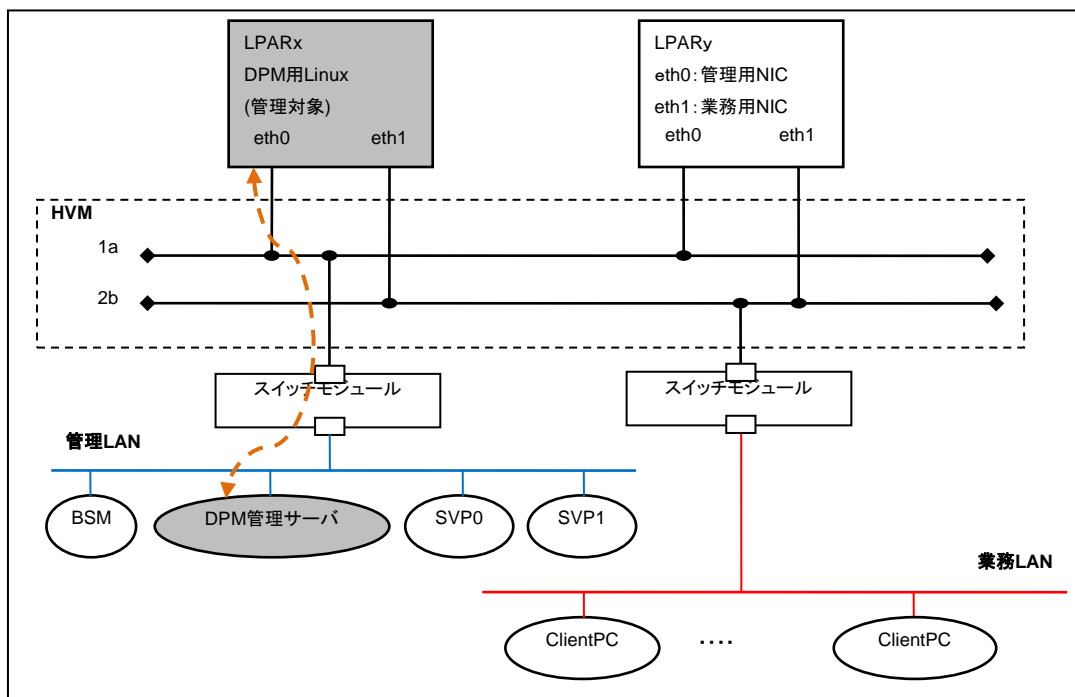 LPARx
DPM用Linux
(管理対象)
eth0 eth1
LPARy
eth0:管理用NIC
eth1:業務用NIC
eth0 eth1
HVM
1a
2b
スイッチモジュール
スイッチモジュール
管理LAN
BSM
DPM管理サーバ
SVP0
SVP1
業務LAN
ClientPC
‥‥
ClientPC